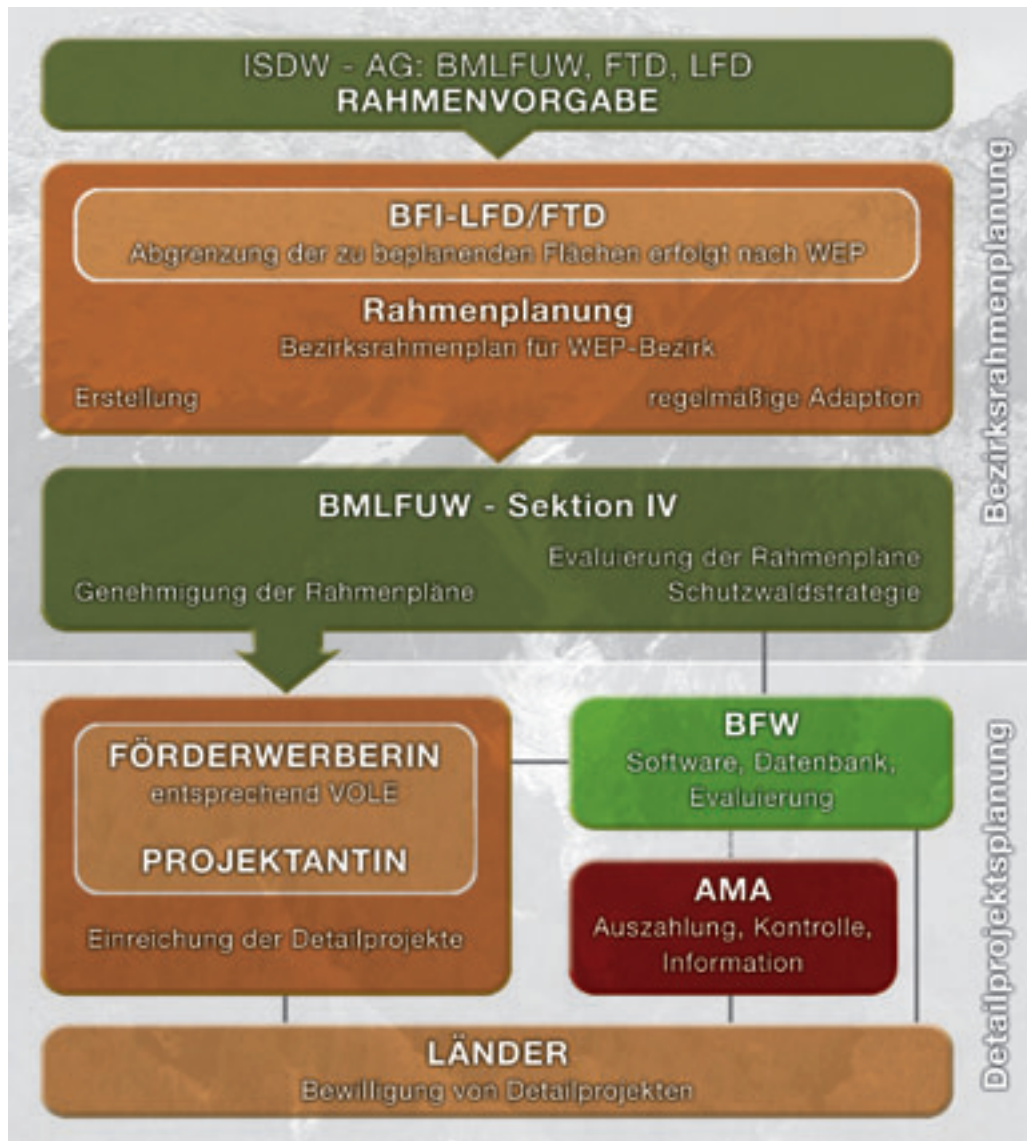 ISDW - AG: BMLFUW, FTD, LFD
RAHMENVORGABE
BFI-LFD/FTD
Abgrenzung der zu beplanenden Flächen erfolgt nach WEP
Rahmenplanung
Bezirksrahmenplan für WEP-Bezirk
Erstellung
regelmäßige Adaption
Bezirksrahmenplanung
BMLFUW - Sektion IV
Genehmigung der Rahmenpläne
Evaluierung der Rahmenpläne
Schutzwaldstrategie
FÖRDERWERBERIN
entsprechend VOLE
PROJEKTANTIN
Einreichung der Detailprojekte
BFW
Software, Datenbank,
Evaluierung
AMA
Auszahlung, Kontrolle,
Information
Detailprojektsplanung
LÄNDER
Bewilligung von Detailprojekten